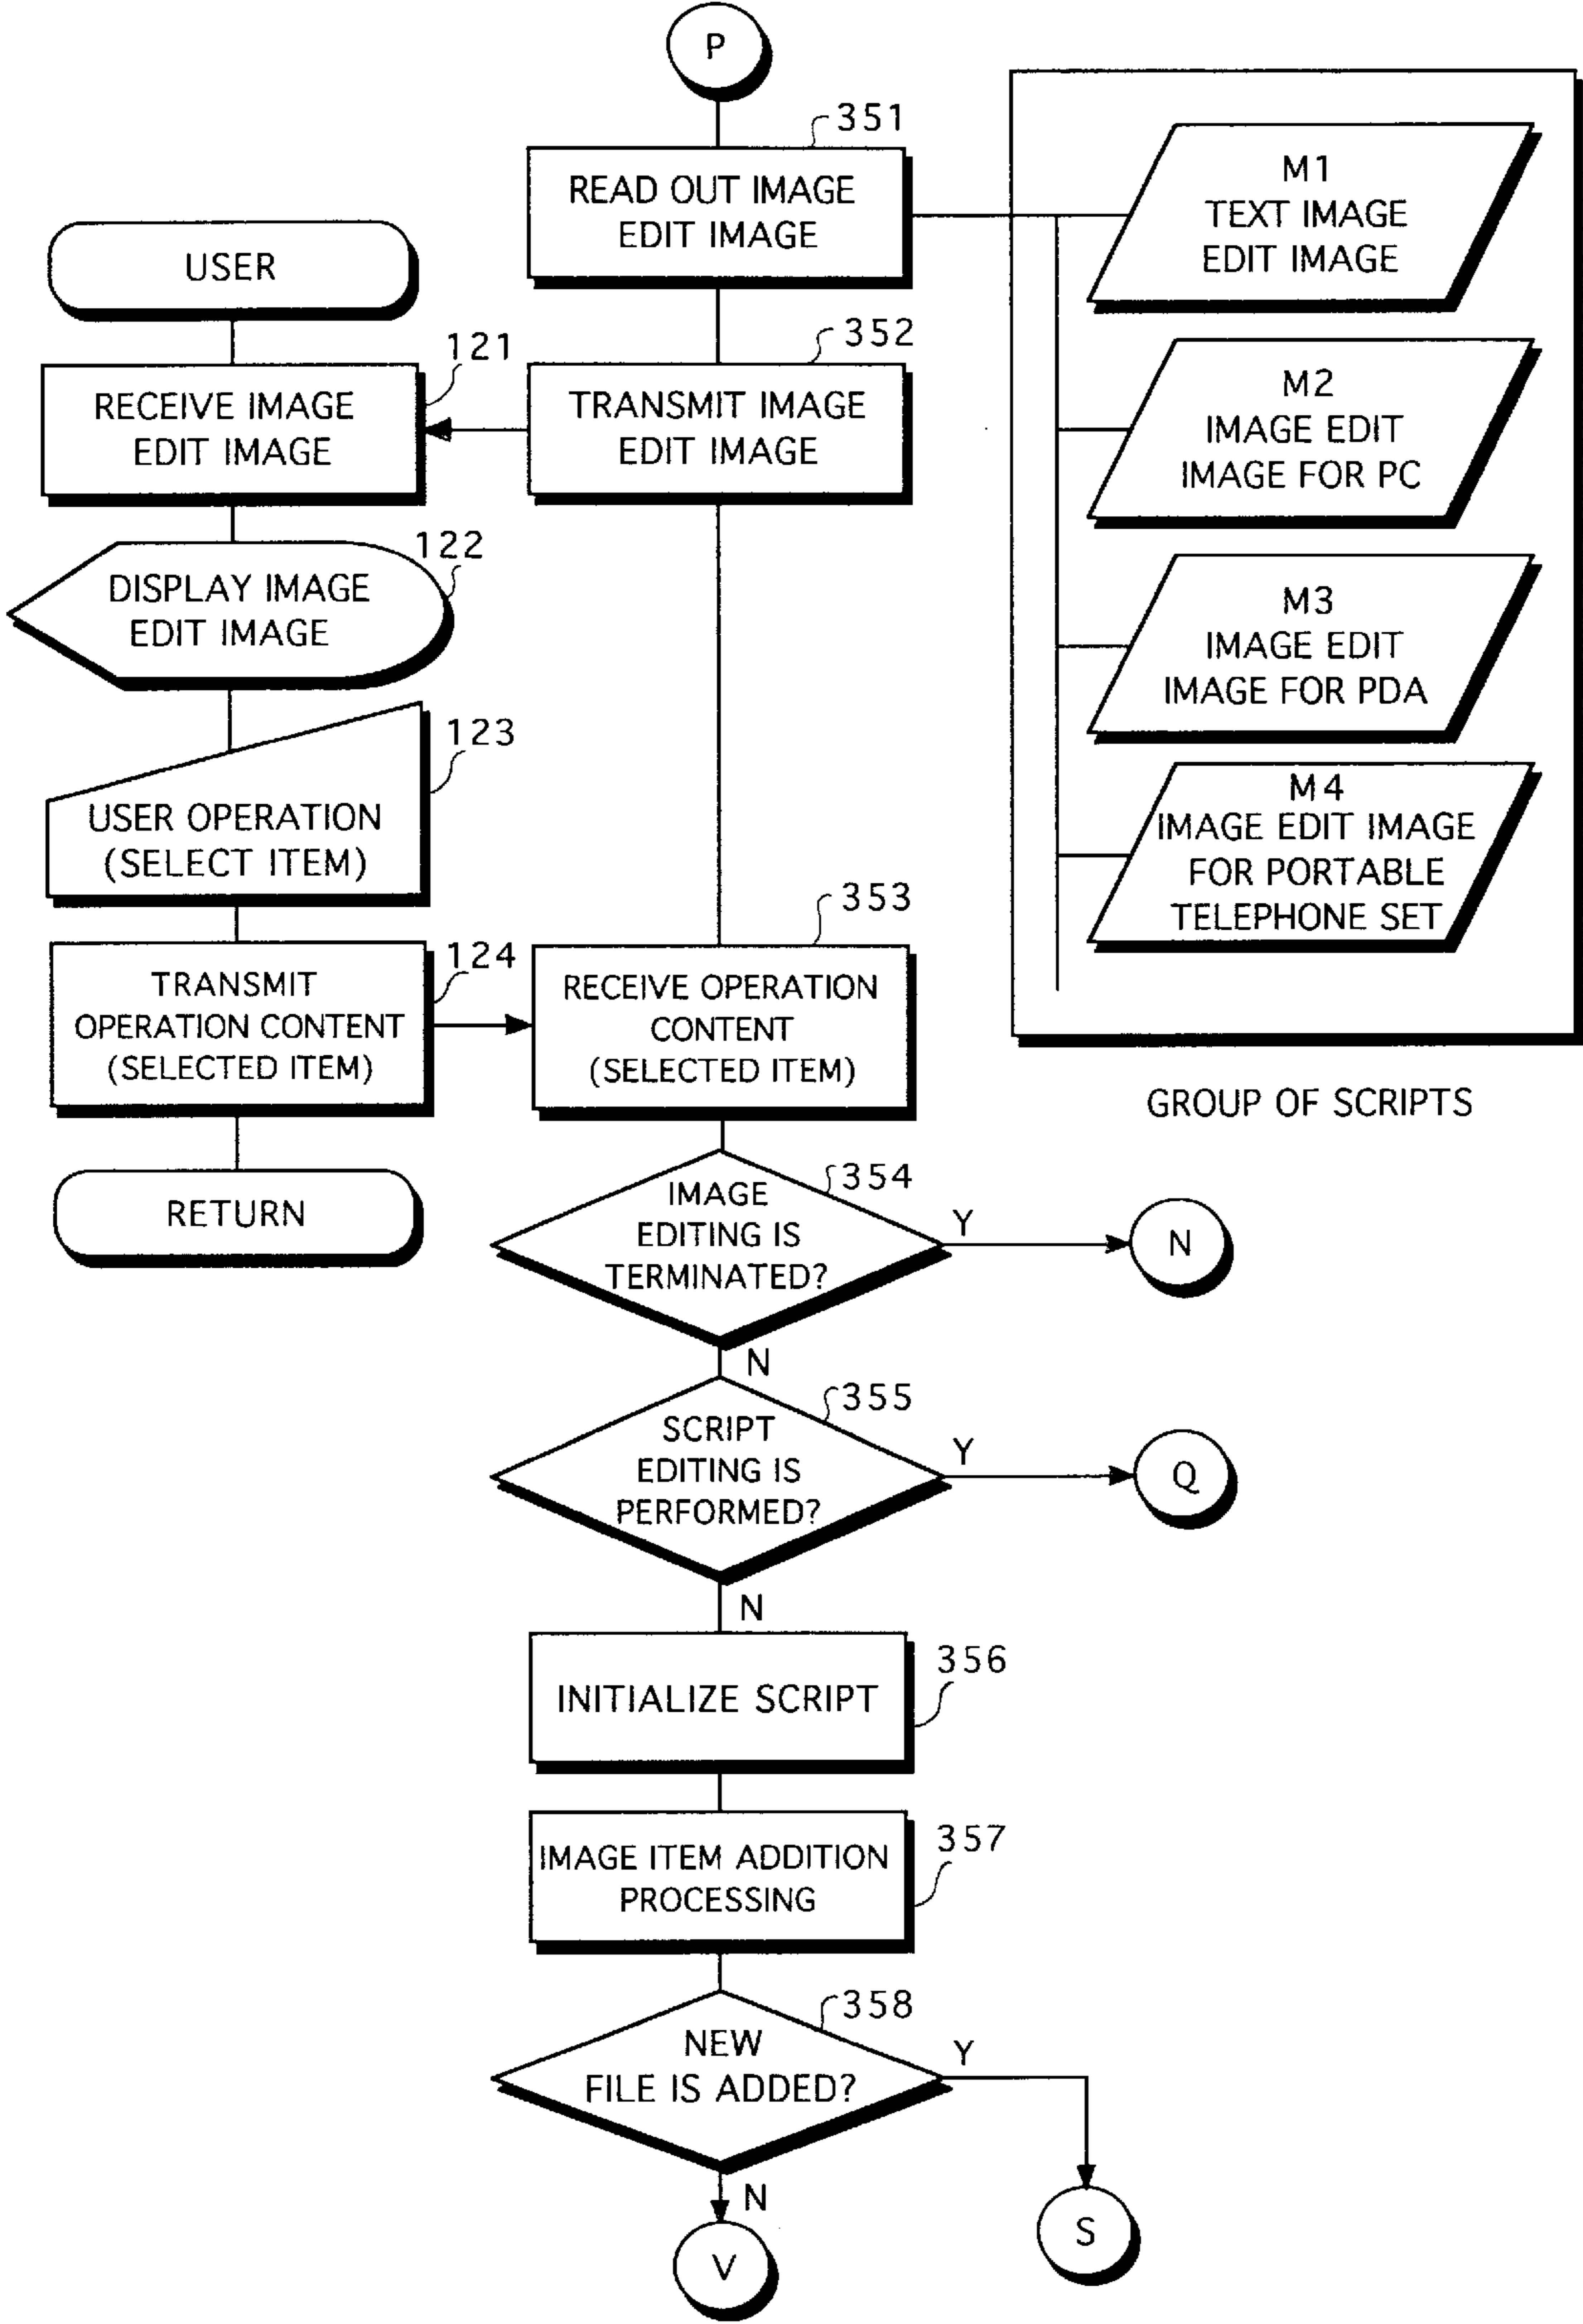 P
351
READ OUT IMAGE
EDIT IMAGE
M1
TEXT IMAGE
EDIT IMAGE
USER
352
121
RECEIVE IMAGE
EDIT IMAGE
TRANSMIT IMAGE
EDIT IMAGE
M2
IMAGE EDIT
IMAGE FOR PC
122
DISPLAY IMAGE
EDIT IMAGE
M3
IMAGE EDIT
IMAGE FOR PDA
123
USER OPERATION
(SELECT ITEM)
M4
IMAGE EDIT IMAGE
FOR PORTABLE
TELEPHONE SET
353
124
TRANSMIT
OPERATION CONTENT
(SELECTED ITEM)
RECEIVE OPERATION
CONTENT
(SELECTED ITEM)
GROUP OF SCRIPTS
RETURN
354
IMAGE
EDITING IS
TERMINATED?
Y
N
N
355
SCRIPT
EDITING IS
PERFORMED?
Y
Q
N
356
INITIALIZE SCRIPT
357
IMAGE ITEM ADDITION
PROCESSING
358
NEW
FILE IS ADDED?
Y
N
S
V